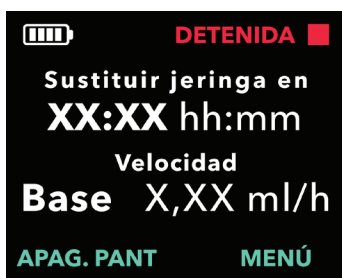 DETENIDA
Sustituir jeringa en
XX:XX hh:mm
Velocidad
Base X,XX ml/h
APAG. PANT MENÚ